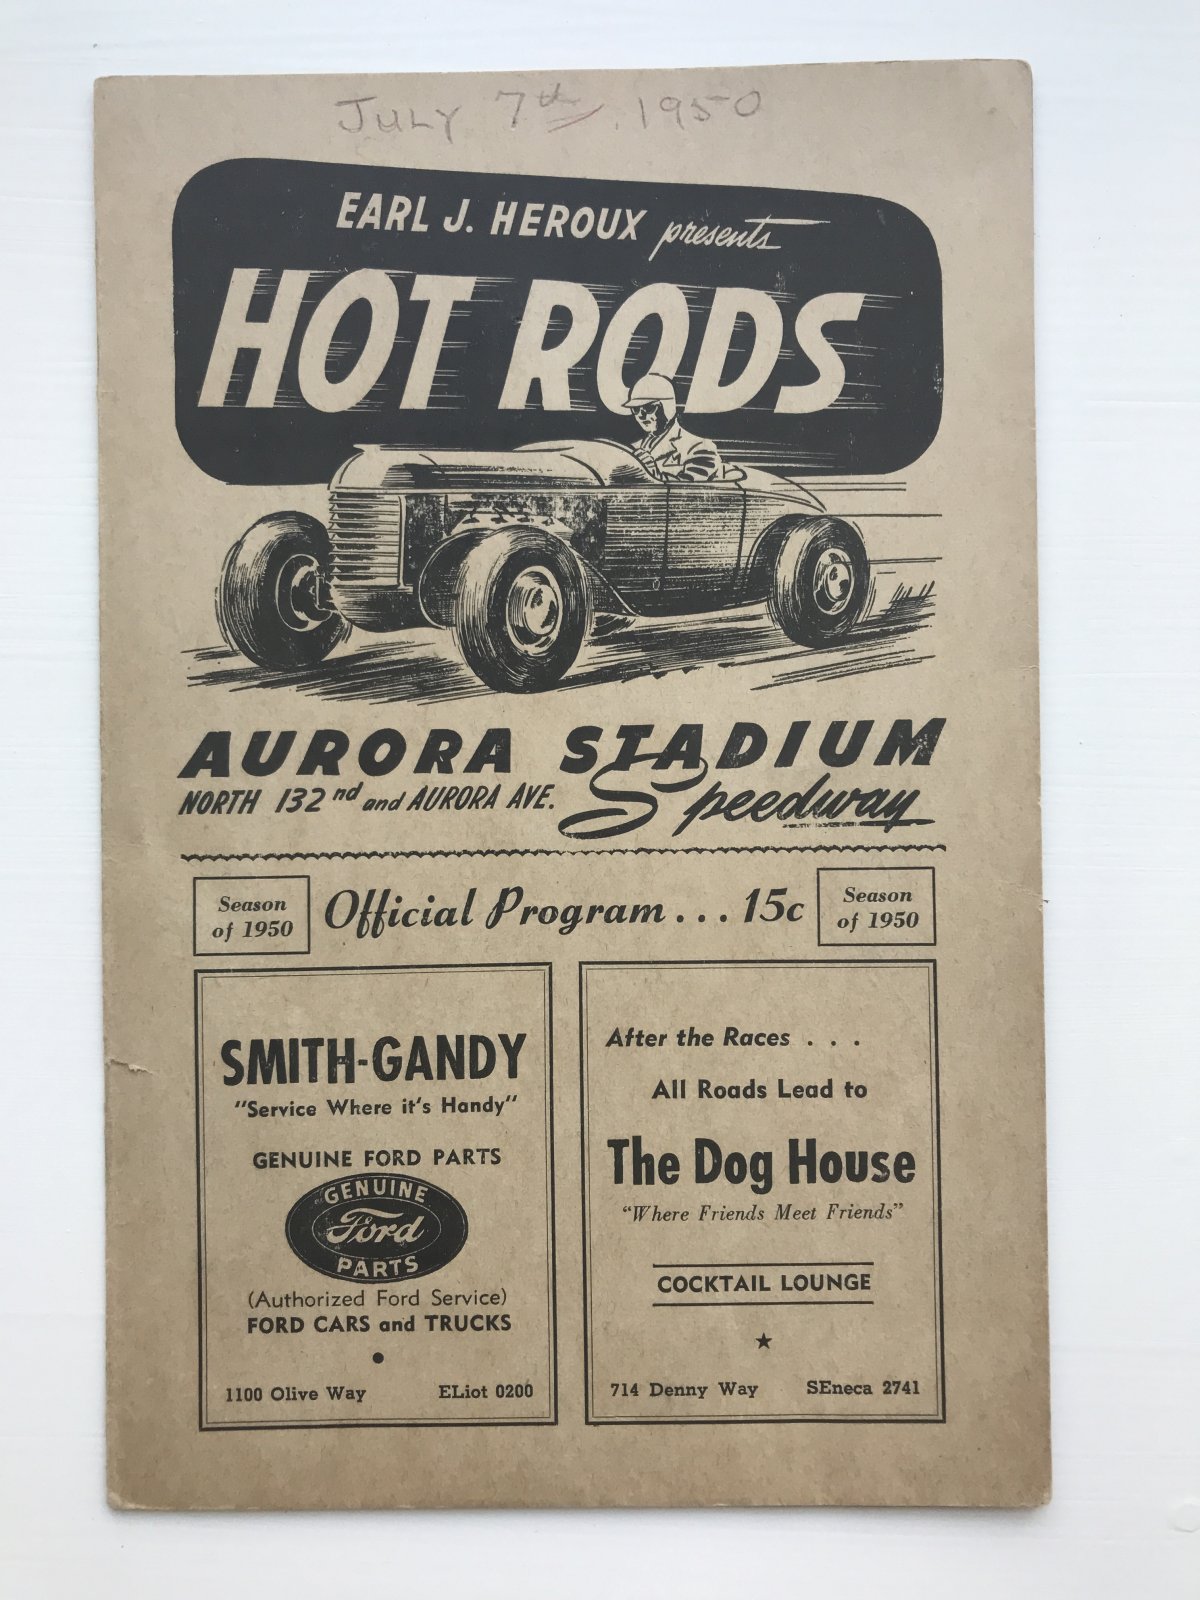 July 7th, 1950
EARL J. HEROUX presents
HOT RODS
AURORA STADIUM
NORTH 132nd and AURORA AVE. Speedway
Season of 1950
Official Program... 15c
Season of 1950
SMITH-GANDY
"Service Where it's Handy"
GENUINE FORD PARTS
GENUINE
Ford
PARTS
(Authorized Ford Service)
FORD CARS and TRUCKS
1100 Olive Way ELiot 0200
After the Races . . .
All Roads Lead to
The Dog House
"Where Friends Meet Friends"
COCKTAIL LOUNGE
714 Denny Way SEneca 2741